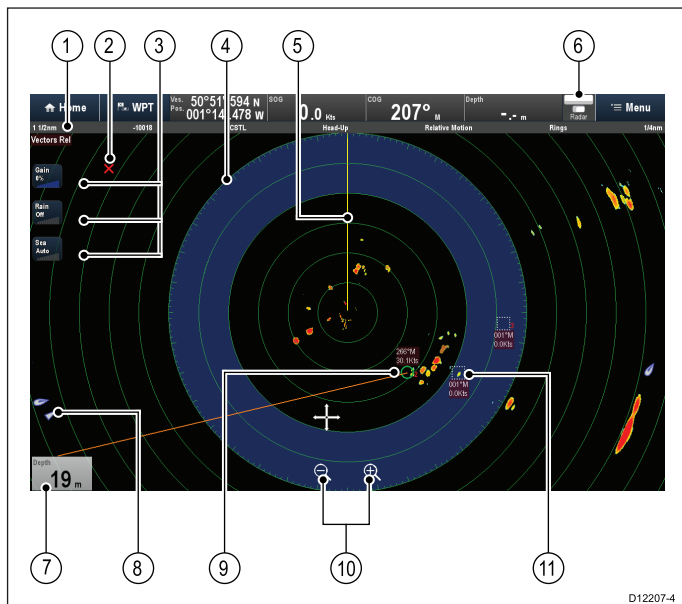 1 2 3 4 5 6
Home WPT Ves. Pos. 50°51'.594 N 001°14'.478 W SOG 0.0 Kts COG 207° M Depth -.- m Radar Menu
1 1/2nm -10018 CSTL Head-Up Relative Motion Rings 1/4nm
Vectors Rel
Gain
0%
Rain
Off
Sea
Auto
001°M
0.0Kts
266°M
30.1Kts
001°M
0.0Kts
Depth
19 m
7 8 9 10 11
D12207-4